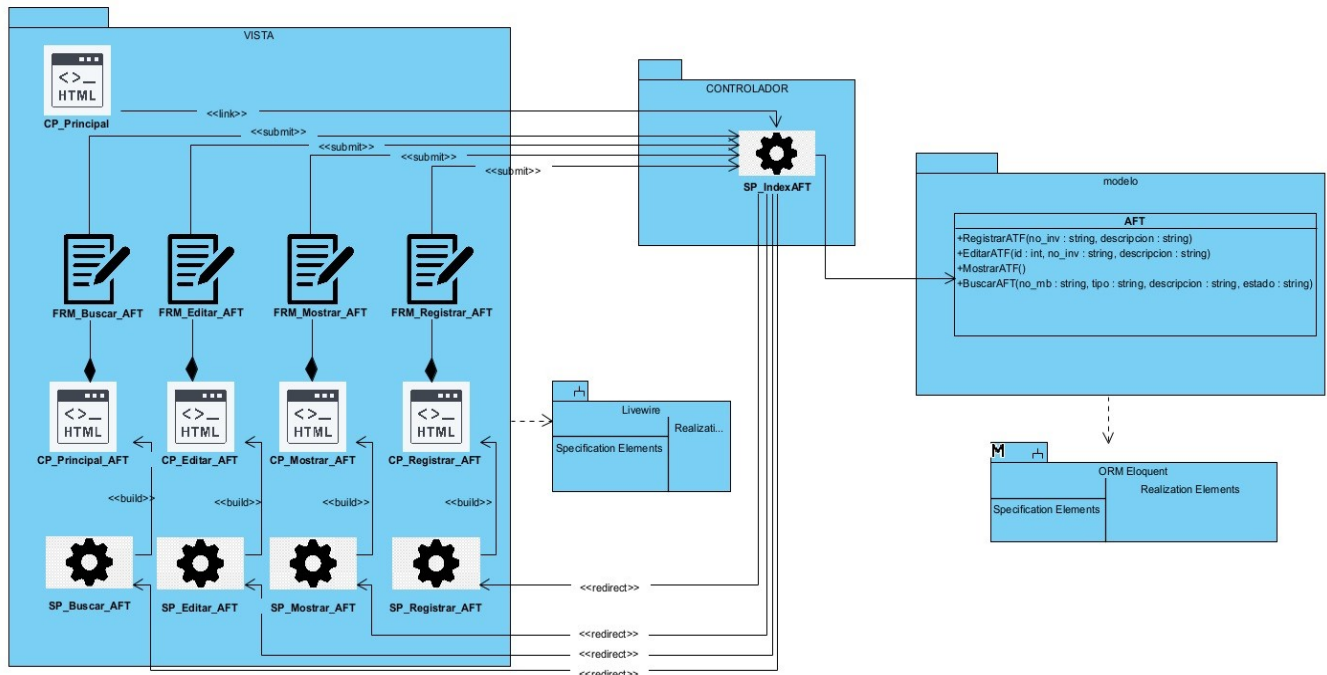 VISTA
<>_
HTML
CP_Principal
<<link>>
<<submit>>
<<submit>>
<<submit>>
<<submit>>
CONTROLADOR
SP_IndexAFT
modelo
AFT
+RegistrarATF(no_inv : string, descripcion : string)
+EditarATF(id : int, no_inv : string, descripcion : string)
+MostrarATF()
+BuscarAFT(no_mb : string, tipo : string, descripcion : string, estado : string)
FRM_Buscar_AFT
FRM_Editar_AFT
FRM_Mostrar_AFT
FRM_Registrar_AFT
<>_
HTML
<>_
HTML
<>_
HTML
<>_
HTML
CP_Principal_AFT
CP_Editar_AFT
CP_Mostrar_AFT
CP_Registrar_AFT
Livewire
Specification Elements
Realizati...
M
ORM Eloquent
Specification Elements
Realization Elements
<<build>>
<<build>>
<<build>>
<<build>>
SP_Buscar_AFT
SP_Editar_AFT
SP_Mostrar_AFT
SP_Registrar_AFT
<<redirect>>
<<redirect>>
<<redirect>>
<<redirect>>